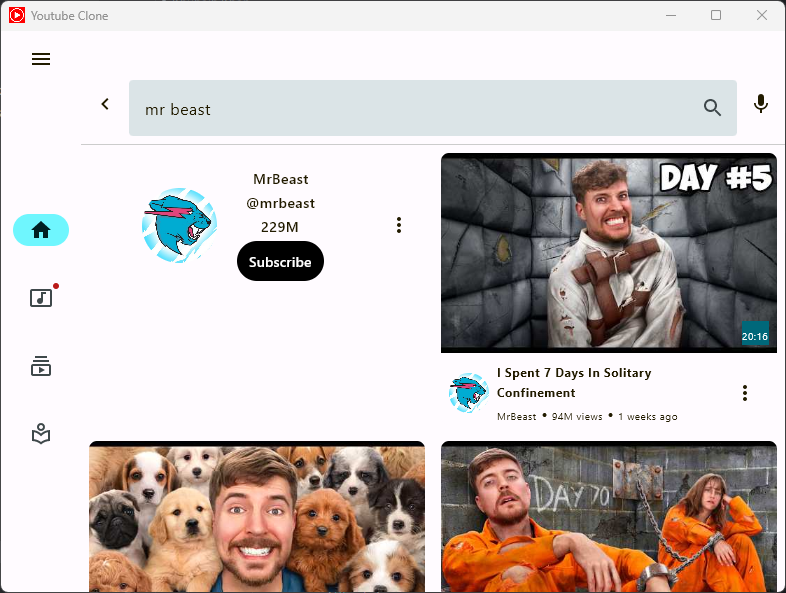 Youtube Clone
mr beast
MrBeast
@mrbeast
229M
Subscribe
DAY #5
20:16
I Spent 7 Days In Solitary
Confinement
MrBeast • 94M views • 1 weeks ago
DAY 70